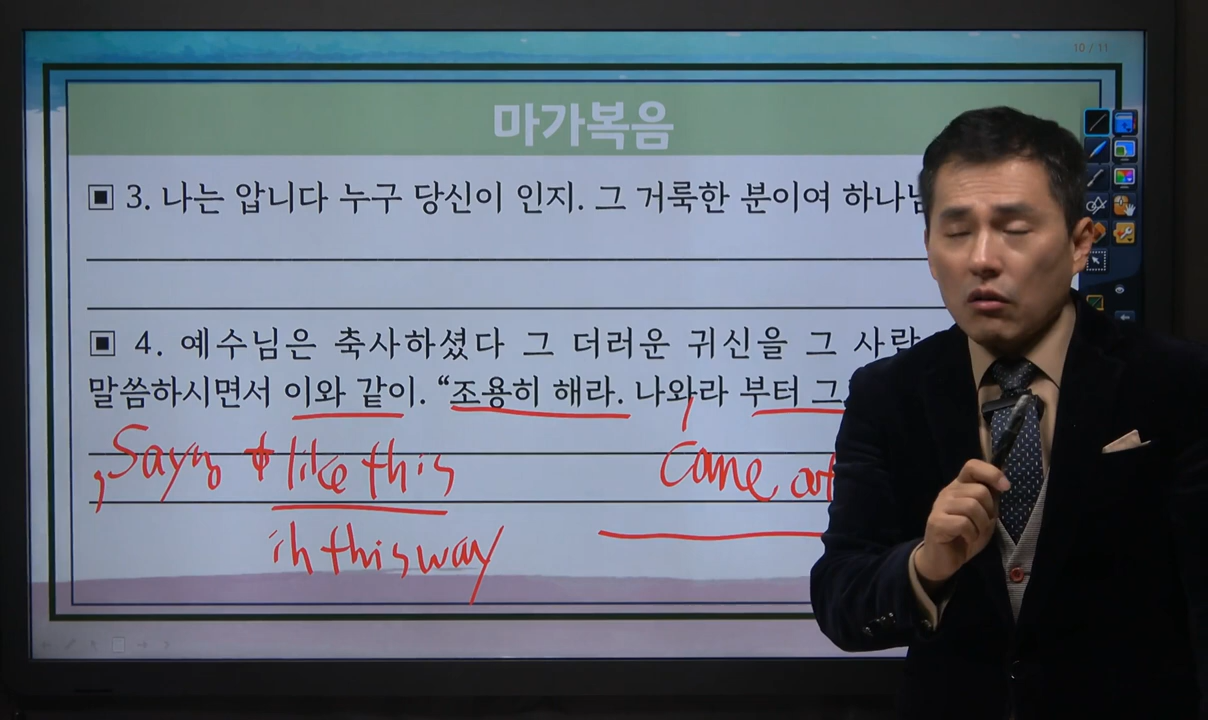 10 / 11
마가복음
▣ 3. 나는 압니다 누구 당신이 인지. 그 거룩한 분이여 하나님
▣ 4. 예수님은 축사하셨다 그 더러운 귀신을 그 사람
말씀하시면서 이와 같이. “조용히 해라. 나와라 부터 그
, Saying like this
Come out
in this way